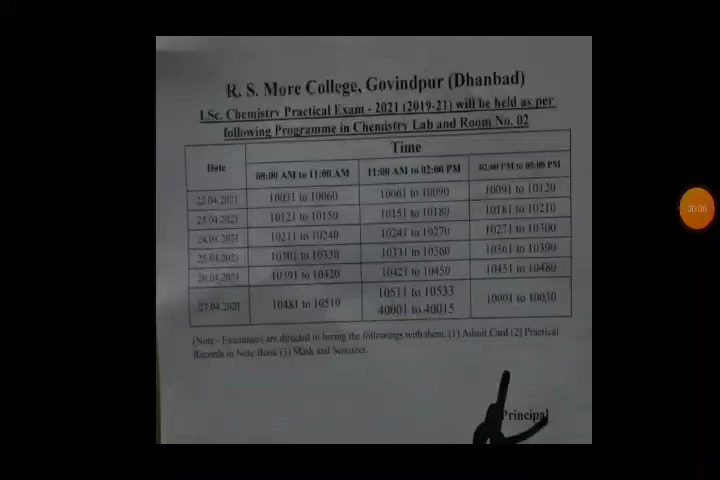 R. S. More College, Govindpur (Dhanbad)
I.Sc. Chemistry Practical Exam - 2021 (2019-21) will be held as per
following Programme in Chemistry Lab and Room No. 02
Date
Time
08:00 AM to 11:00 AM 11:00 AM to 02:00 PM 02:00 PM to 05:00 PM
22.04.2021 10031 to 10060 10061 to 10090 10091 to 10120
23.04.2021 10121 to 10150 10151 to 10180 10181 to 10210
24.04.2021 10211 to 10240 10241 to 10270 10271 to 10300
25.04.2021 10301 to 10330 10331 to 10360 10361 to 10390
26.04.2021 10391 to 10420 10421 to 10450 10451 to 10480
27.04.2021 10481 to 10510 10511 to 10533 10001 to 10030
40001 to 40015
(Note - Examinees are directed to bring the followings with them, (1) Admit Card (2) Practical
Records in Note Book (3) Mask and Sanitizer.
Principal
00:06